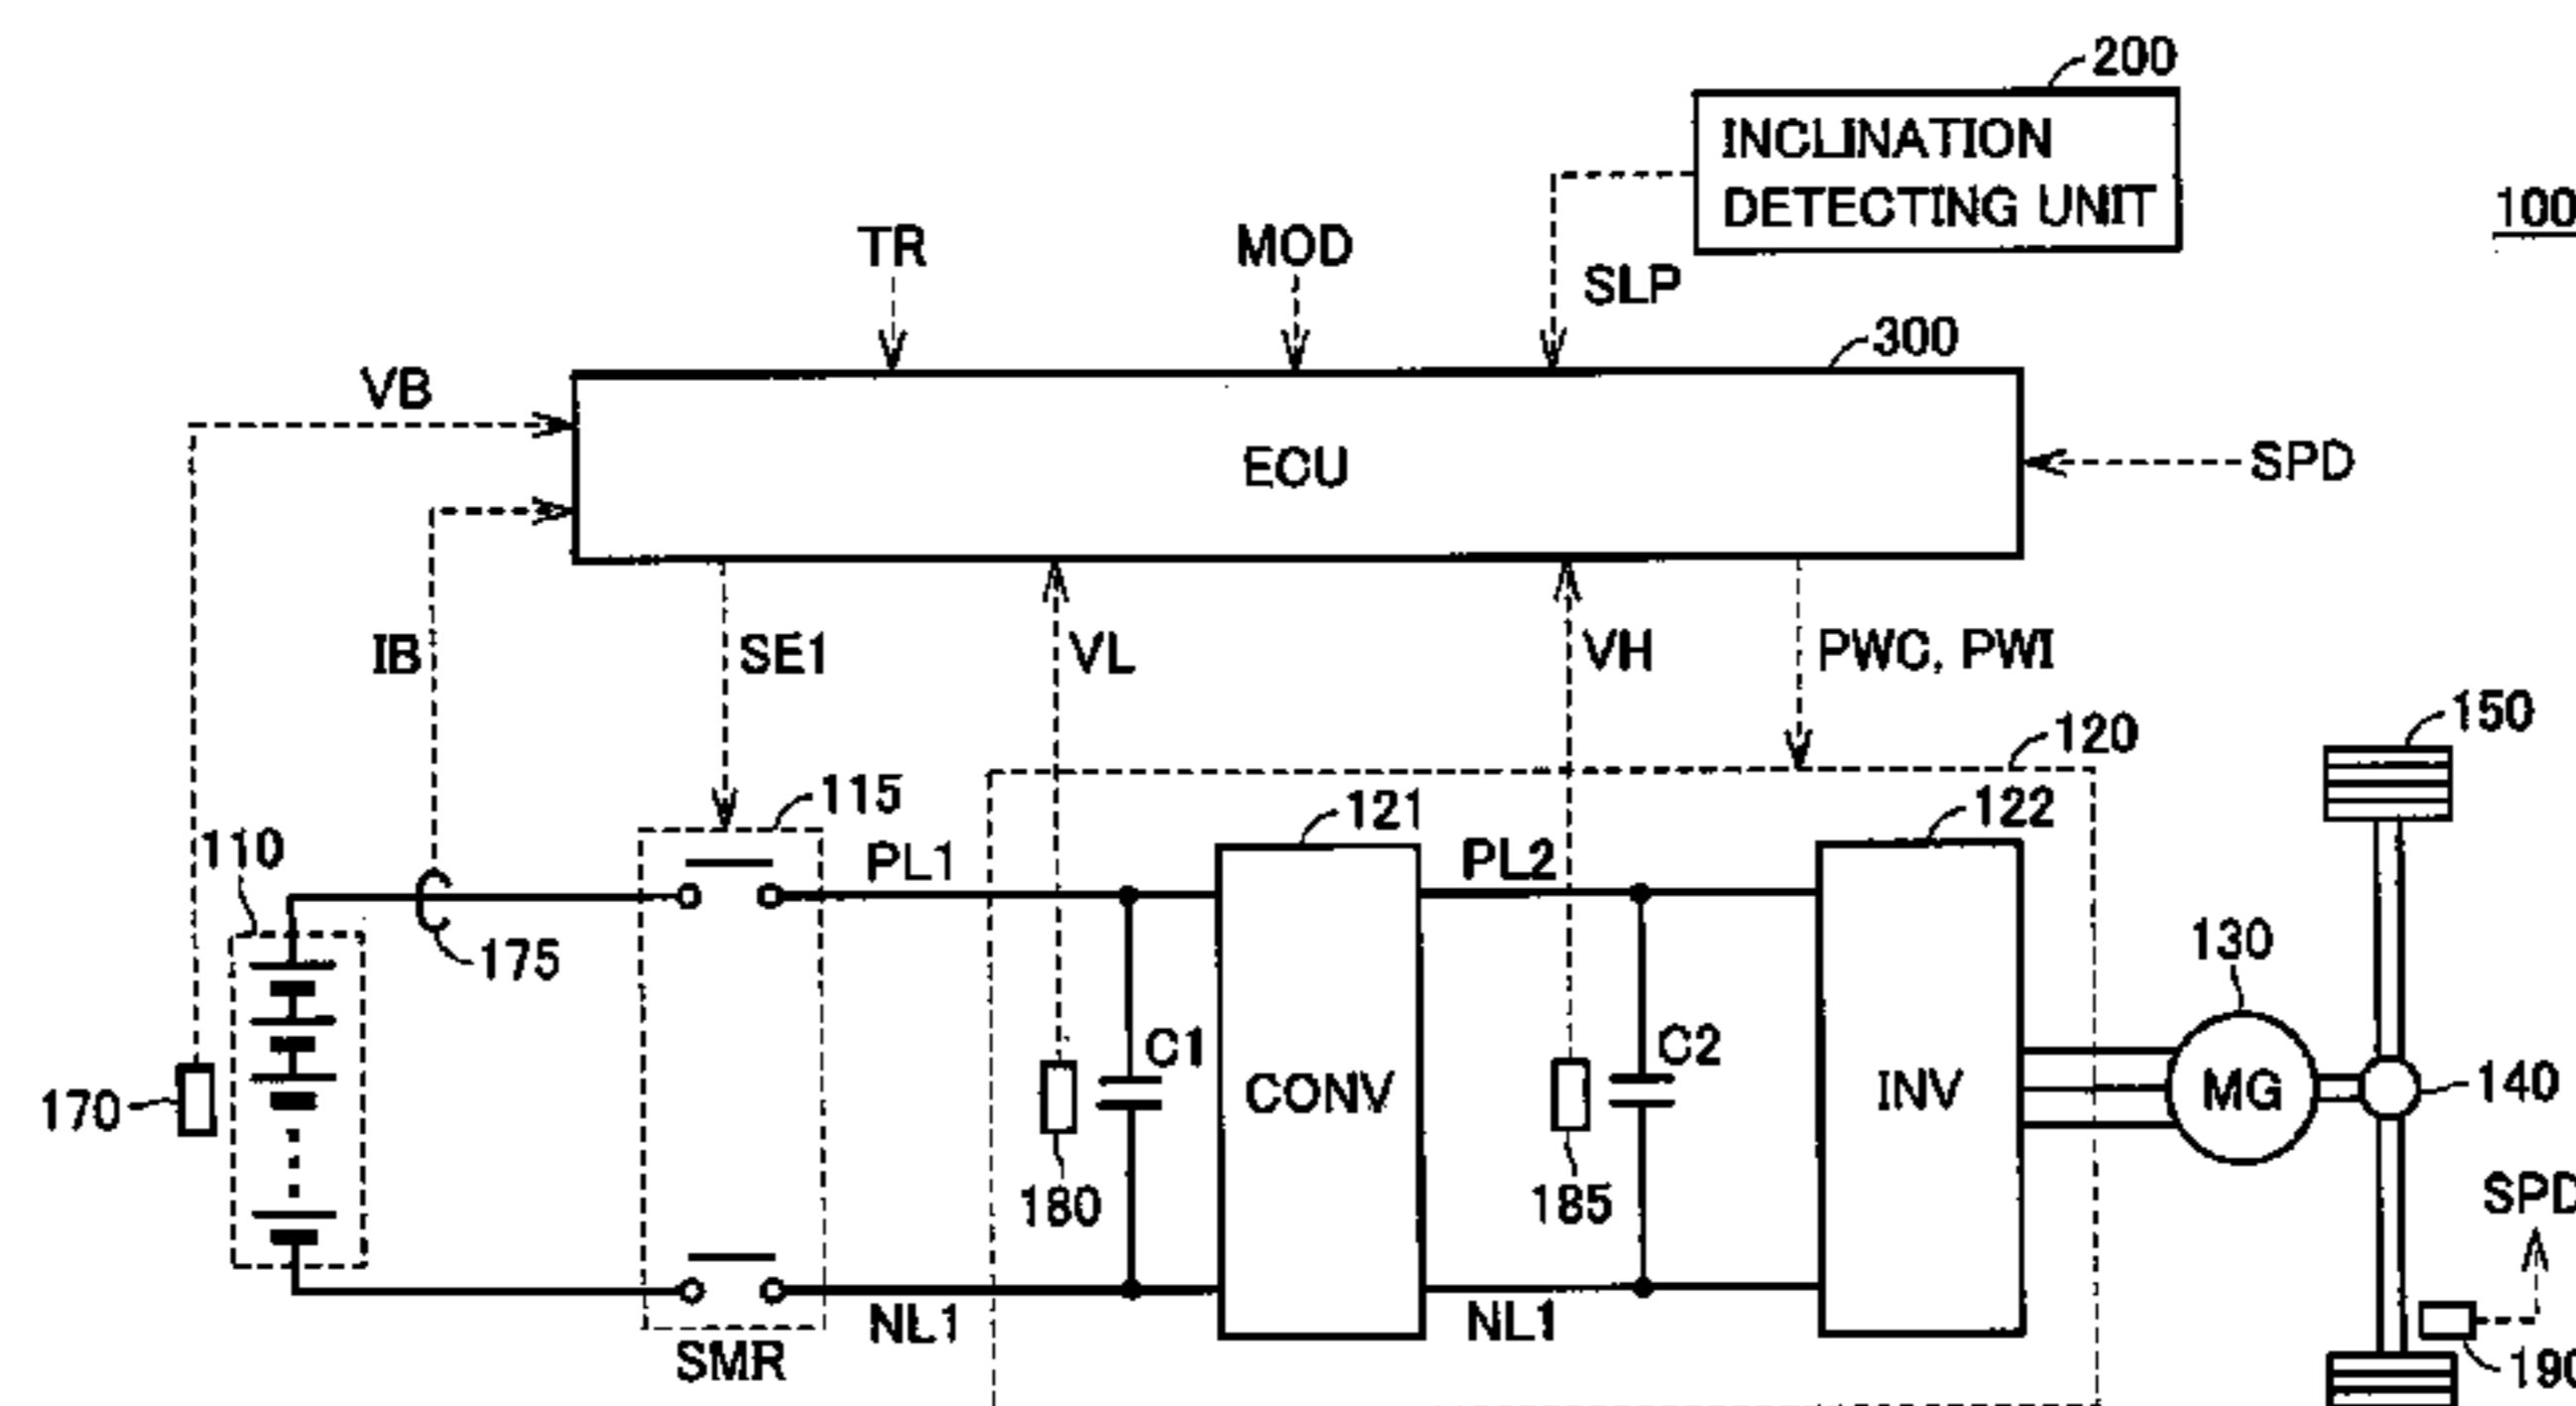 200
INCLINATION
DETECTING UNIT
100
TR
MOD
SLP
300
VB
ECU
SPD
IB
SE1
VL
VH
PWC, PWI
150
120
115
121
122
110
PL1
PL2
175
130
C1
C2
170
CONV
INV
MG
140
180
185
SPD
NL1
NL1
SMR
190